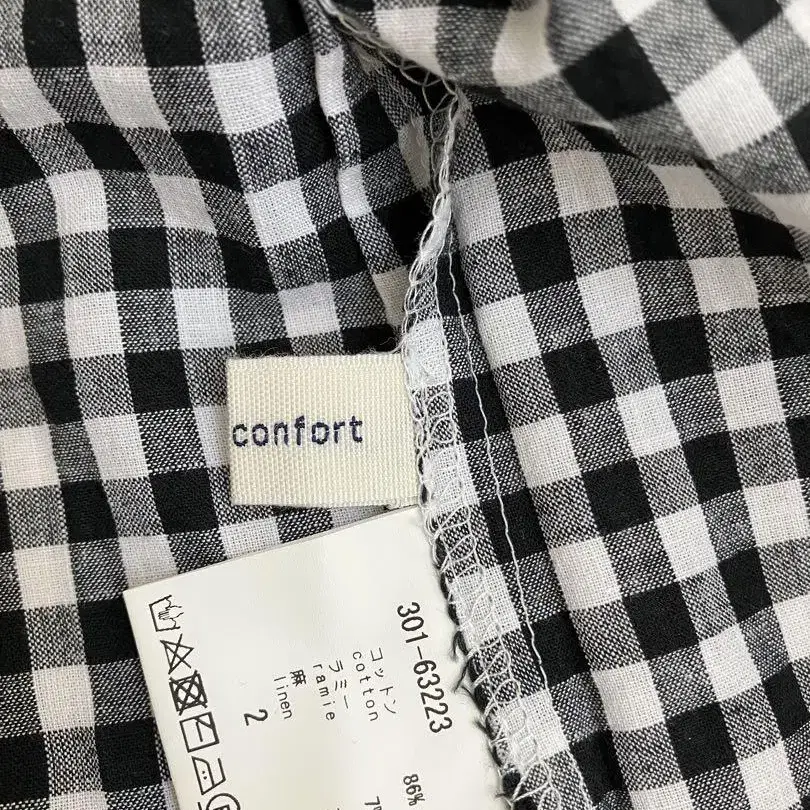 confort
301-63223
コットン
cotton 86%
ラミー
ramie
麻
linen
2